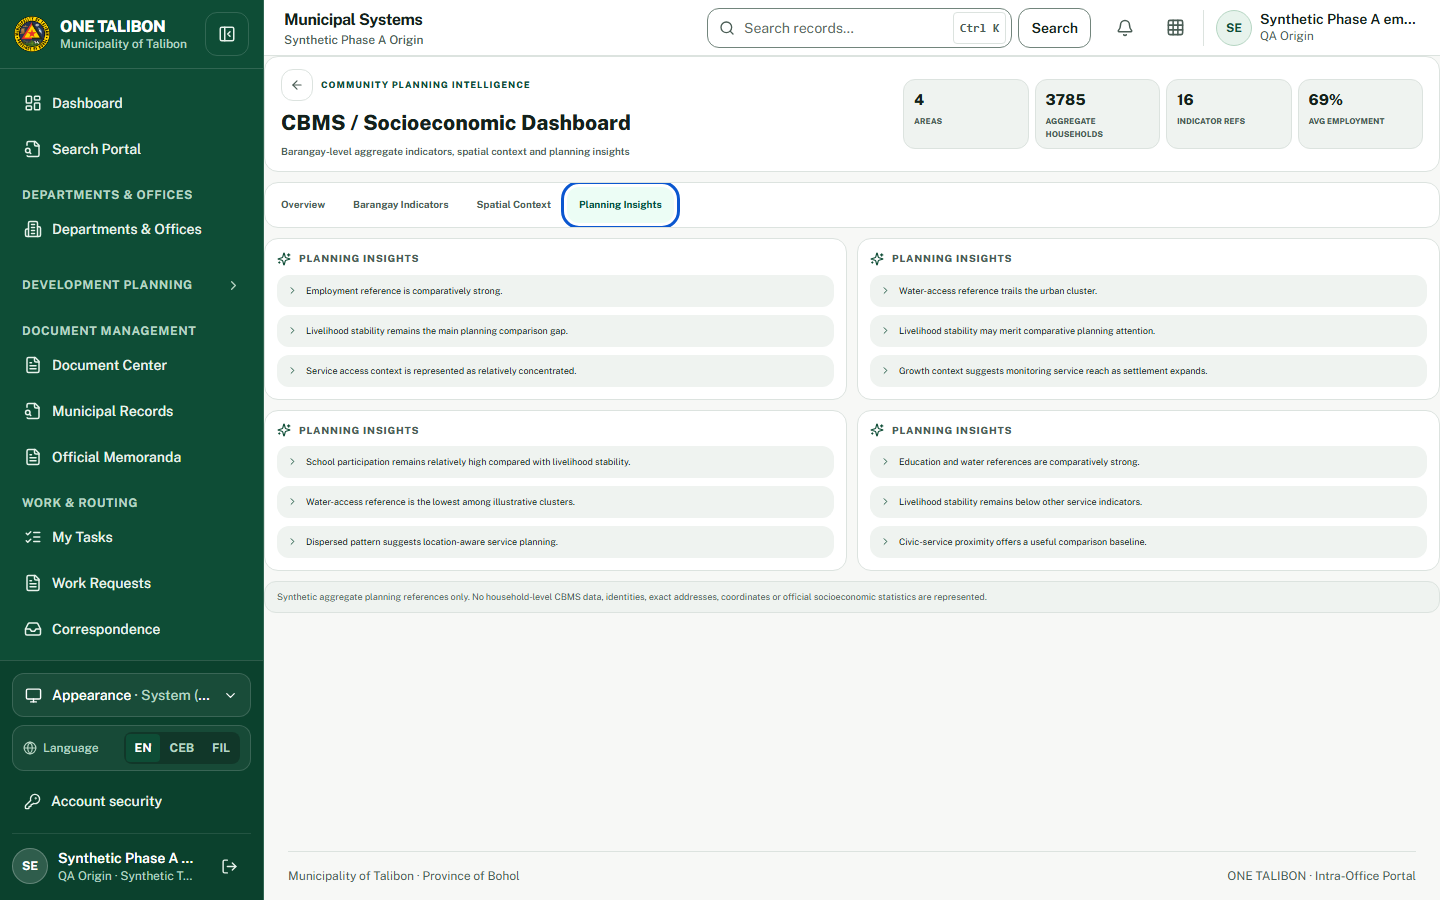 ONE TALIBON
Municipality of Talibon
Dashboard
Search Portal
DEPARTMENTS & OFFICES
Departments & Offices
DEVELOPMENT PLANNING
DOCUMENT MANAGEMENT
Document Center
Municipal Records
Official Memoranda
WORK & ROUTING
My Tasks
Work Requests
Correspondence
Appearance · System (...
Language EN CEB FIL
Account security
SE Synthetic Phase A ...
QA Origin · Synthetic T...
Municipal Systems
Synthetic Phase A Origin
Search records... Ctrl K Search
SE Synthetic Phase A em...
QA Origin
COMMUNITY PLANNING INTELLIGENCE
CBMS / Socioeconomic Dashboard
Barangay-level aggregate indicators, spatial context and planning insights
4
AREAS
3785
AGGREGATE
HOUSEHOLDS
16
INDICATOR REFS
69%
AVG EMPLOYMENT
Overview Barangay Indicators Spatial Context Planning Insights
PLANNING INSIGHTS
Employment reference is comparatively strong.
Livelihood stability remains the main planning comparison gap.
Service access context is represented as relatively concentrated.
PLANNING INSIGHTS
Water-access reference trails the urban cluster.
Livelihood stability may merit comparative planning attention.
Growth context suggests monitoring service reach as settlement expands.
PLANNING INSIGHTS
School participation remains relatively high compared with livelihood stability.
Water-access reference is the lowest among illustrative clusters.
Dispersed pattern suggests location-aware service planning.
PLANNING INSIGHTS
Education and water references are comparatively strong.
Livelihood stability remains below other service indicators.
Civic-service proximity offers a useful comparison baseline.
Synthetic aggregate planning references only. No household-level CBMS data, identities, exact addresses, coordinates or official socioeconomic statistics are represented.
Municipality of Talibon · Province of Bohol
ONE TALIBON · Intra-Office Portal